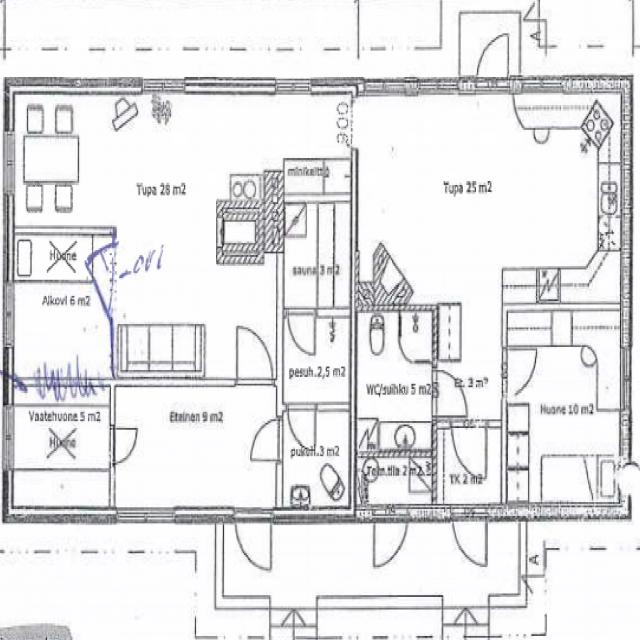 A
minikeittiö
Tupa 28 m2
Tupa 25 m2
Huone
ovi
sauna 3 m2
Alkovi 6 m2
pesuh.2,5 m2
WC/suihku 5 m2
Et. 3 m2
Huone 10 m2
Vaatehuone 5 m2
Eteinen 9 m2
Huone
pukuh.3 m2
Tekn.tila 2 m2
TK 2 m2
A